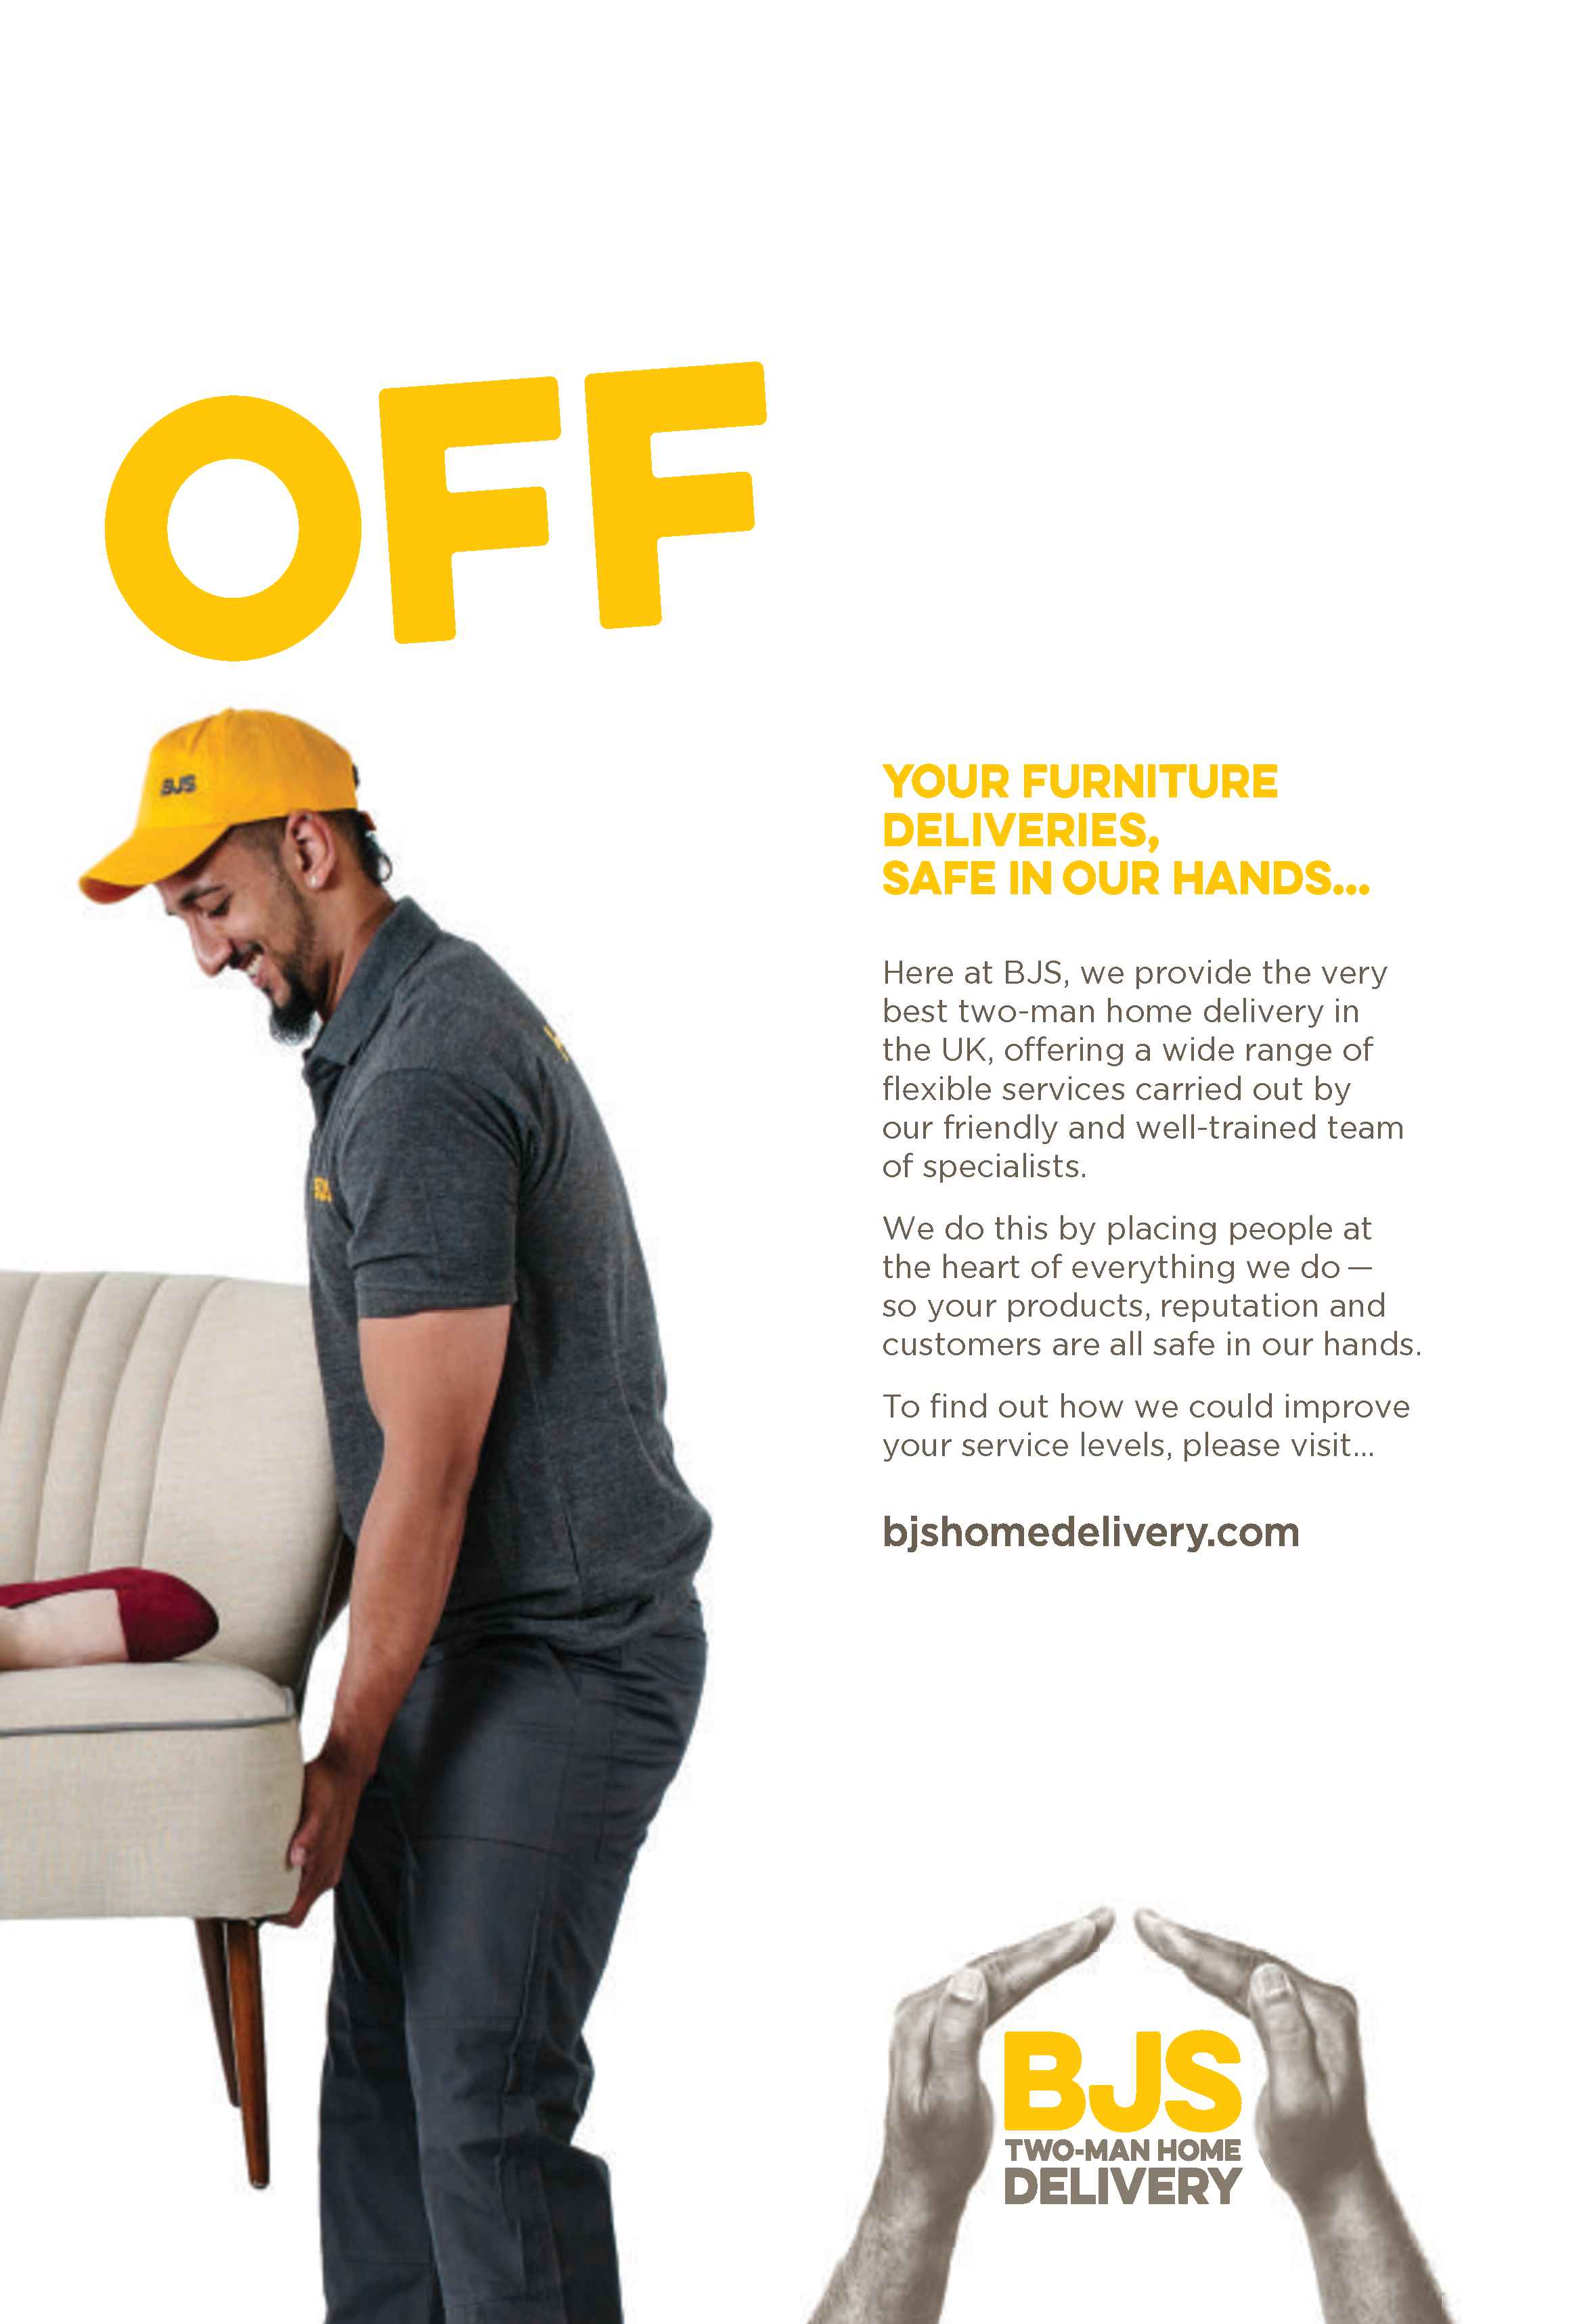 OFF
BJS
YOUR FURNITURE
DELIVERIES,
SAFE IN OUR HANDS...
Here at BJS, we provide the very
best two-man home delivery in
the UK, offering a wide range of
flexible services carried out by
our friendly and well-trained team
of specialists.
We do this by placing people at
the heart of everything we do —
so your products, reputation and
customers are all safe in our hands.
To find out how we could improve
your service levels, please visit...
bjshomedelivery.com
BJS
TWO-MAN HOME
DELIVERY